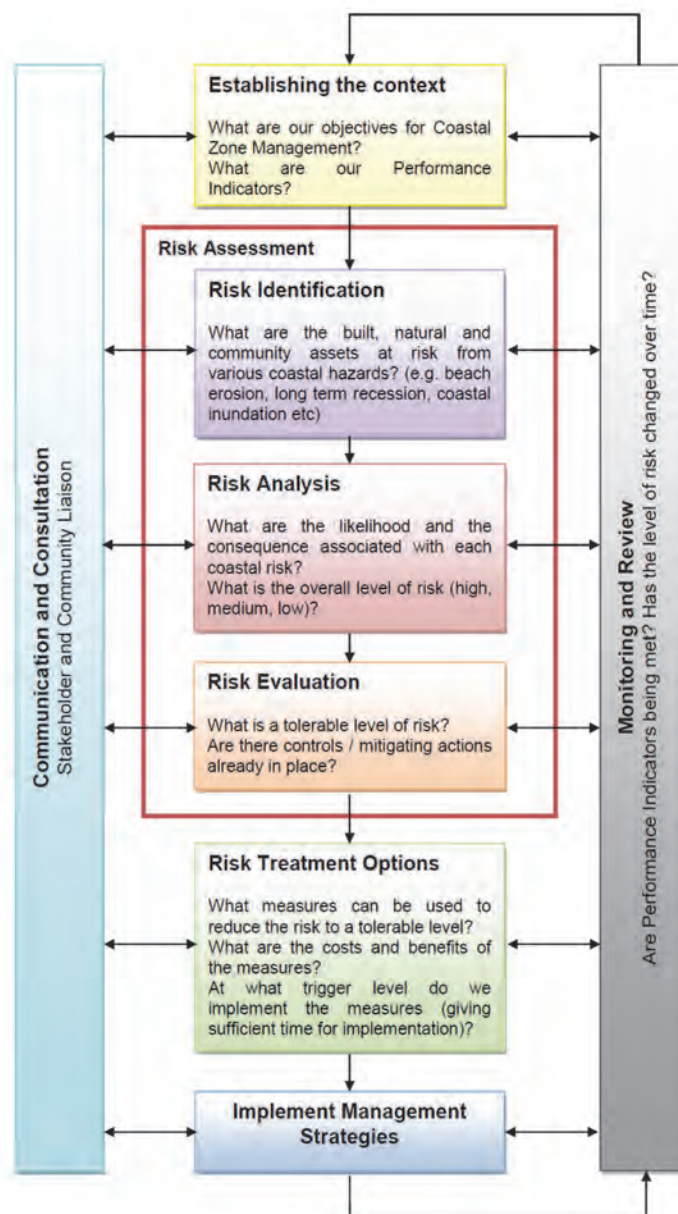 Establishing the context
What are our objectives for Coastal
Zone Management?
What are our Performance
Indicators?
Risk Assessment
Risk Identification
What are the built, natural and
community assets at risk from
various coastal hazards? (e.g. beach
erosion, long term recession, coastal
inundation etc)
Risk Analysis
What are the likelihood and the
consequence associated with each
coastal risk?
What is the overall level of risk (high,
medium, low)?
Risk Evaluation
What is a tolerable level of risk?
Are there controls / mitigating actions
already in place?
Risk Treatment Options
What measures can be used to
reduce the risk to a tolerable level?
What are the costs and benefits of
the measures?
At what trigger level do we
implement the measures (giving
sufficient time for implementation)?
Implement Management
Strategies
Communication and Consultation
Stakeholder and Community Liaison
Monitoring and Review
Are Performance Indicators being met? Has the level of risk changed over time?